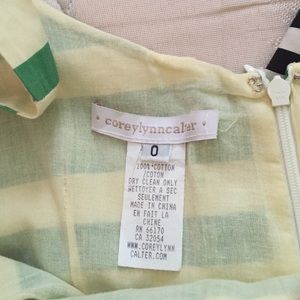 coreylynncalter
0
100% COTTON
/COTON
DRY CLEAN ONLY
NETTOYER A SEC
SEULEMENT
MADE IN CHINA
EN FAIT LA
CHINE
RN 66170
CA 32054
WWW.COREYLYNN
CALTER.COM